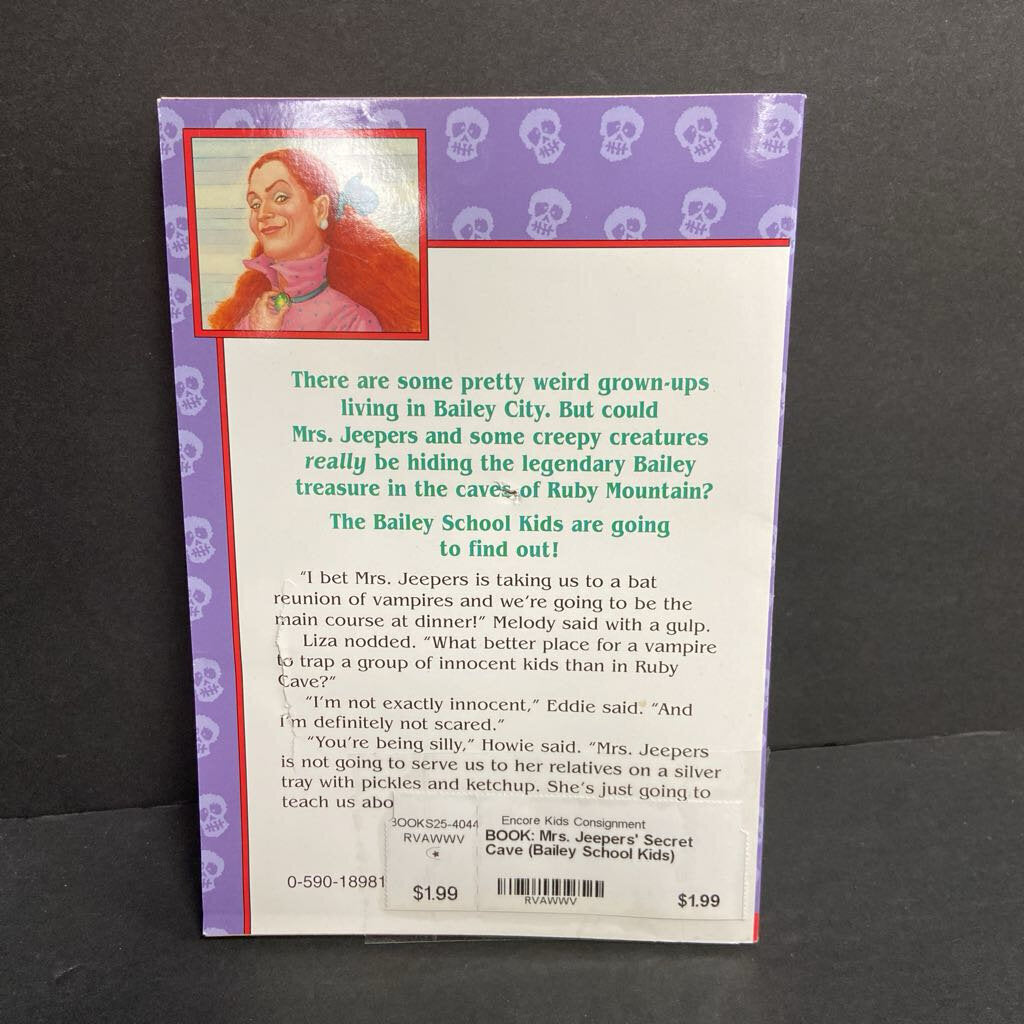 There are some pretty weird grown-ups
living in Bailey City. But could
Mrs. Jeepers and some creepy creatures
really be hiding the legendary Bailey
treasure in the caves of Ruby Mountain?
The Bailey School Kids are going
to find out!
"I bet Mrs. Jeepers is taking us to a bat
reunion of vampires and we're going to be the
main course at dinner!" Melody said with a gulp.
Liza nodded. "What better place for a vampire
to trap a group of innocent kids than in Ruby
Cave?"
"I'm not exactly innocent," Eddie said. "And
I'm definitely not scared."
"You're being silly," Howie said. "Mrs. Jeepers
is not going to serve us to her relatives on a silver
tray with pickles and ketchup. She's just going to
teach us abo
0-590-18981
BOOKS25-4044
RVAWWV
$1.99
Encore Kids Consignment
BOOK: Mrs. Jeepers' Secret
Cave (Bailey School Kids)
RVAWWV
$1.99